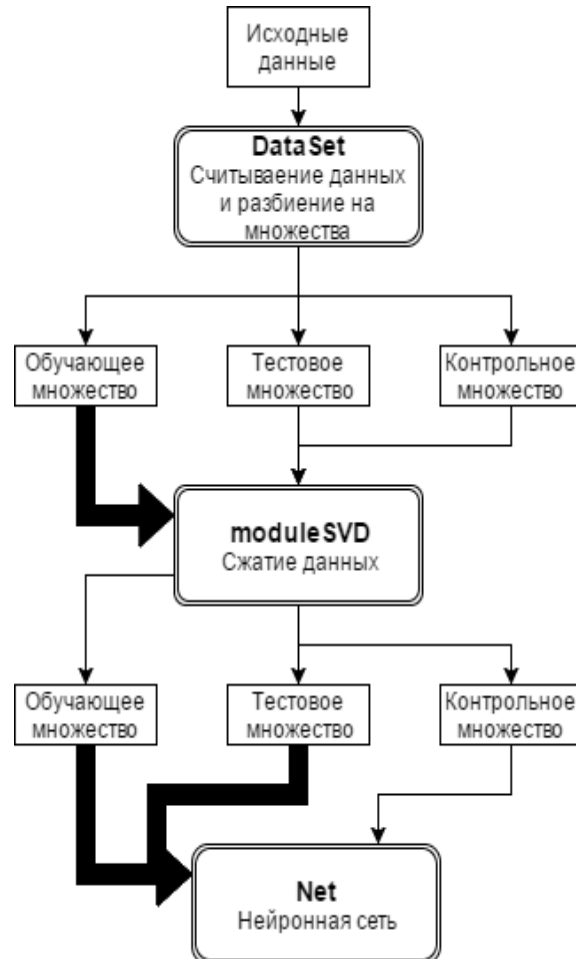 Исходные
данные
DataSet
Считываение данных
и разбиение на
множества
Обучающее
множество
Тестовое
множество
Контрольное
множество
moduleSVD
Сжатие данных
Обучающее
множество
Тестовое
множество
Контрольное
множество
Net
Нейронная сеть